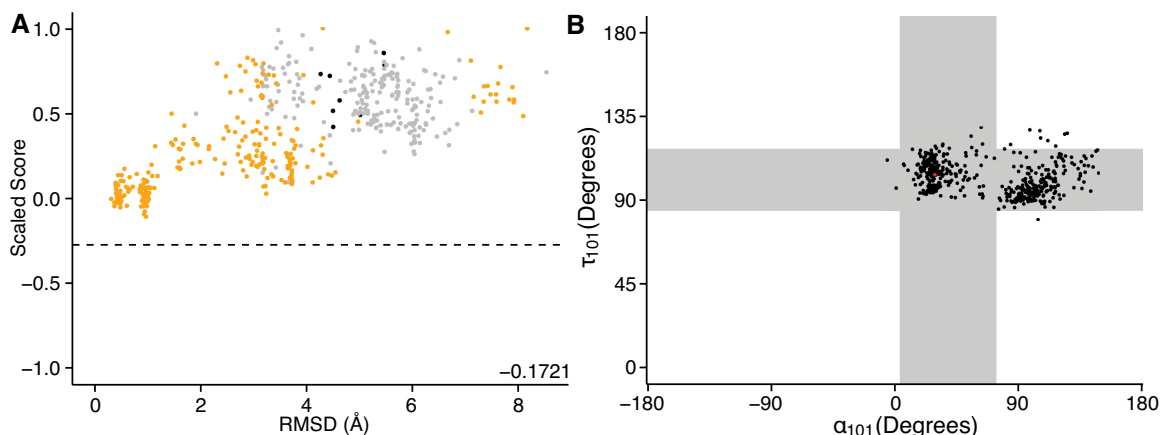 A
Scaled Score
1.0
0.5
0.0
−0.5
−1.0
−0.1721
0 2 4 6 8
RMSD (Å)
B
τ101(Degrees)
180
135
90
45
0
−180 −90 0 90 180
α101(Degrees)